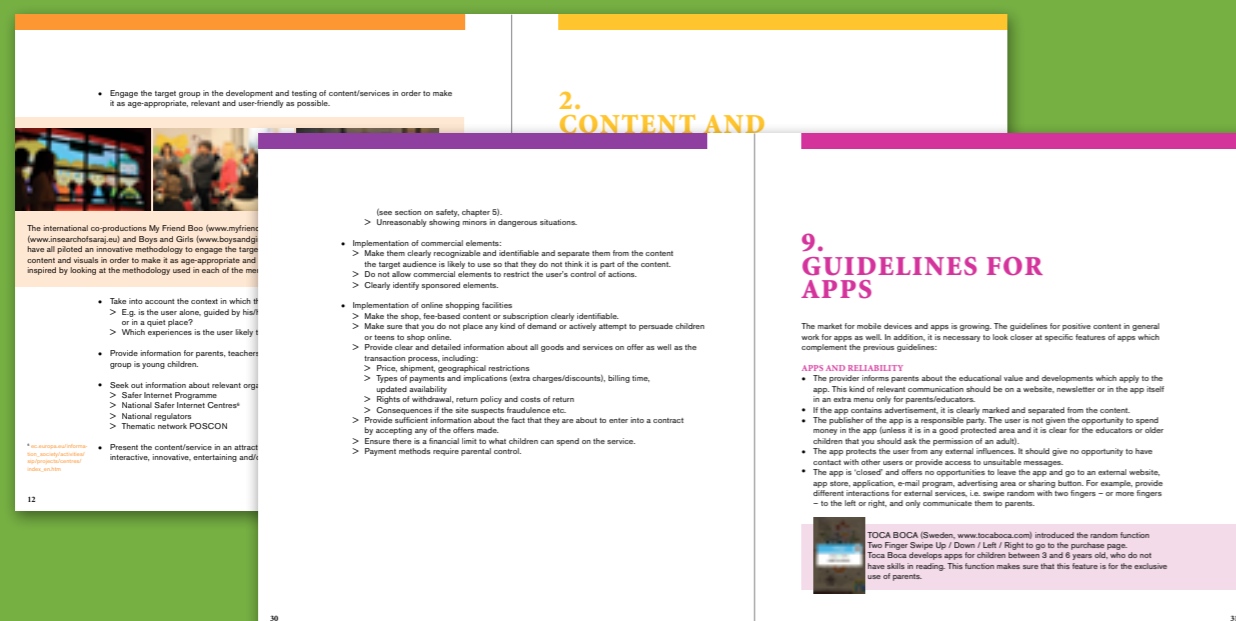 • Engage the target group in the development and testing of content/services in order to make
it as age-appropriate, relevant and user-friendly as possible.
The international co-productions My Friend Boo (www.myfrien
(www.insearchofsaraj.eu) and Boys and Girls (www.boysandgi
have all piloted an innovative methodology to engage the targe
content and visuals in order to make it as age-appropriate and
inspired by looking at the methodology used in each of the me
• Take into account the context in which th
> E.g. is the user alone, guided by his/h
or in a quiet place?
> Which experiences is the user likely t
• Provide information for parents, teachers
group is young children.
• Seek out information about relevant orga
> Safer Internet Programme
> National Safer Internet Centres⁶
> National regulators
> Thematic network POSCON
• Present the content/service in an attract
interactive, innovative, entertaining and/o
⁶ ec.europa.eu/informa-
tion_society/activities/
sip/projects/centres/
index_en.htm
12
2.
CONTENT AND
(see section on safety, chapter 5).
> Unreasonably showing minors in dangerous situations.
• Implementation of commercial elements:
> Make them clearly recognizable and identifiable and separate them from the content
the target audience is likely to use so that they do not think it is part of the content.
> Do not allow commercial elements to restrict the user's control of actions.
> Clearly identify sponsored elements.
• Implementation of online shopping facilities
> Make the shop, fee-based content or subscription clearly identifiable.
> Make sure that you do not place any kind of demand or actively attempt to persuade children
or teens to shop online.
> Provide clear and detailed information about all goods and services on offer as well as the
transaction process, including:
> Price, shipment, geographical restrictions
> Types of payments and implications (extra charges/discounts), billing time,
updated availability
> Rights of withdrawal, return policy and costs of return
> Consequences if the site suspects fraudulence etc.
> Provide sufficient information about the fact that they are about to enter into a contract
by accepting any of the offers made.
> Ensure there is a financial limit to what children can spend on the service.
> Payment methods require parental control.
30
9.
GUIDELINES FOR
APPS
The market for mobile devices and apps is growing. The guidelines for positive content in general
work for apps as well. In addition, it is necessary to look closer at specific features of apps which
complement the previous guidelines:
APPS AND RELIABILITY
• The provider informs parents about the educational value and developments which apply to the
app. This kind of relevant communication should be on a website, newsletter or in the app itself
in an extra menu only for parents/educators.
• If the app contains advertisement, it is clearly marked and separated from the content.
• The publisher of the app is a responsible party. The user is not given the opportunity to spend
money in the app (unless it is in a good protected area and it is clear for the educators or older
children that you should ask the permission of an adult).
• The app protects the user from any external influences. It should give no opportunity to have
contact with other users or provide access to unsuitable messages.
• The app is 'closed' and offers no opportunities to leave the app and go to an external website,
app store, application, e-mail program, advertising area or sharing button. For example, provide
different interactions for external services, i.e. swipe random with two fingers – or more fingers
– to the left or right, and only communicate them to parents.
TOCA BOCA (Sweden, www.tocaboca.com) introduced the random function
Two Finger Swipe Up / Down / Left / Right to go to the purchase page.
Toca Boca develops apps for children between 3 and 6 years old, who do not
have skills in reading. This function makes sure that this feature is for the exclusive
use of parents.